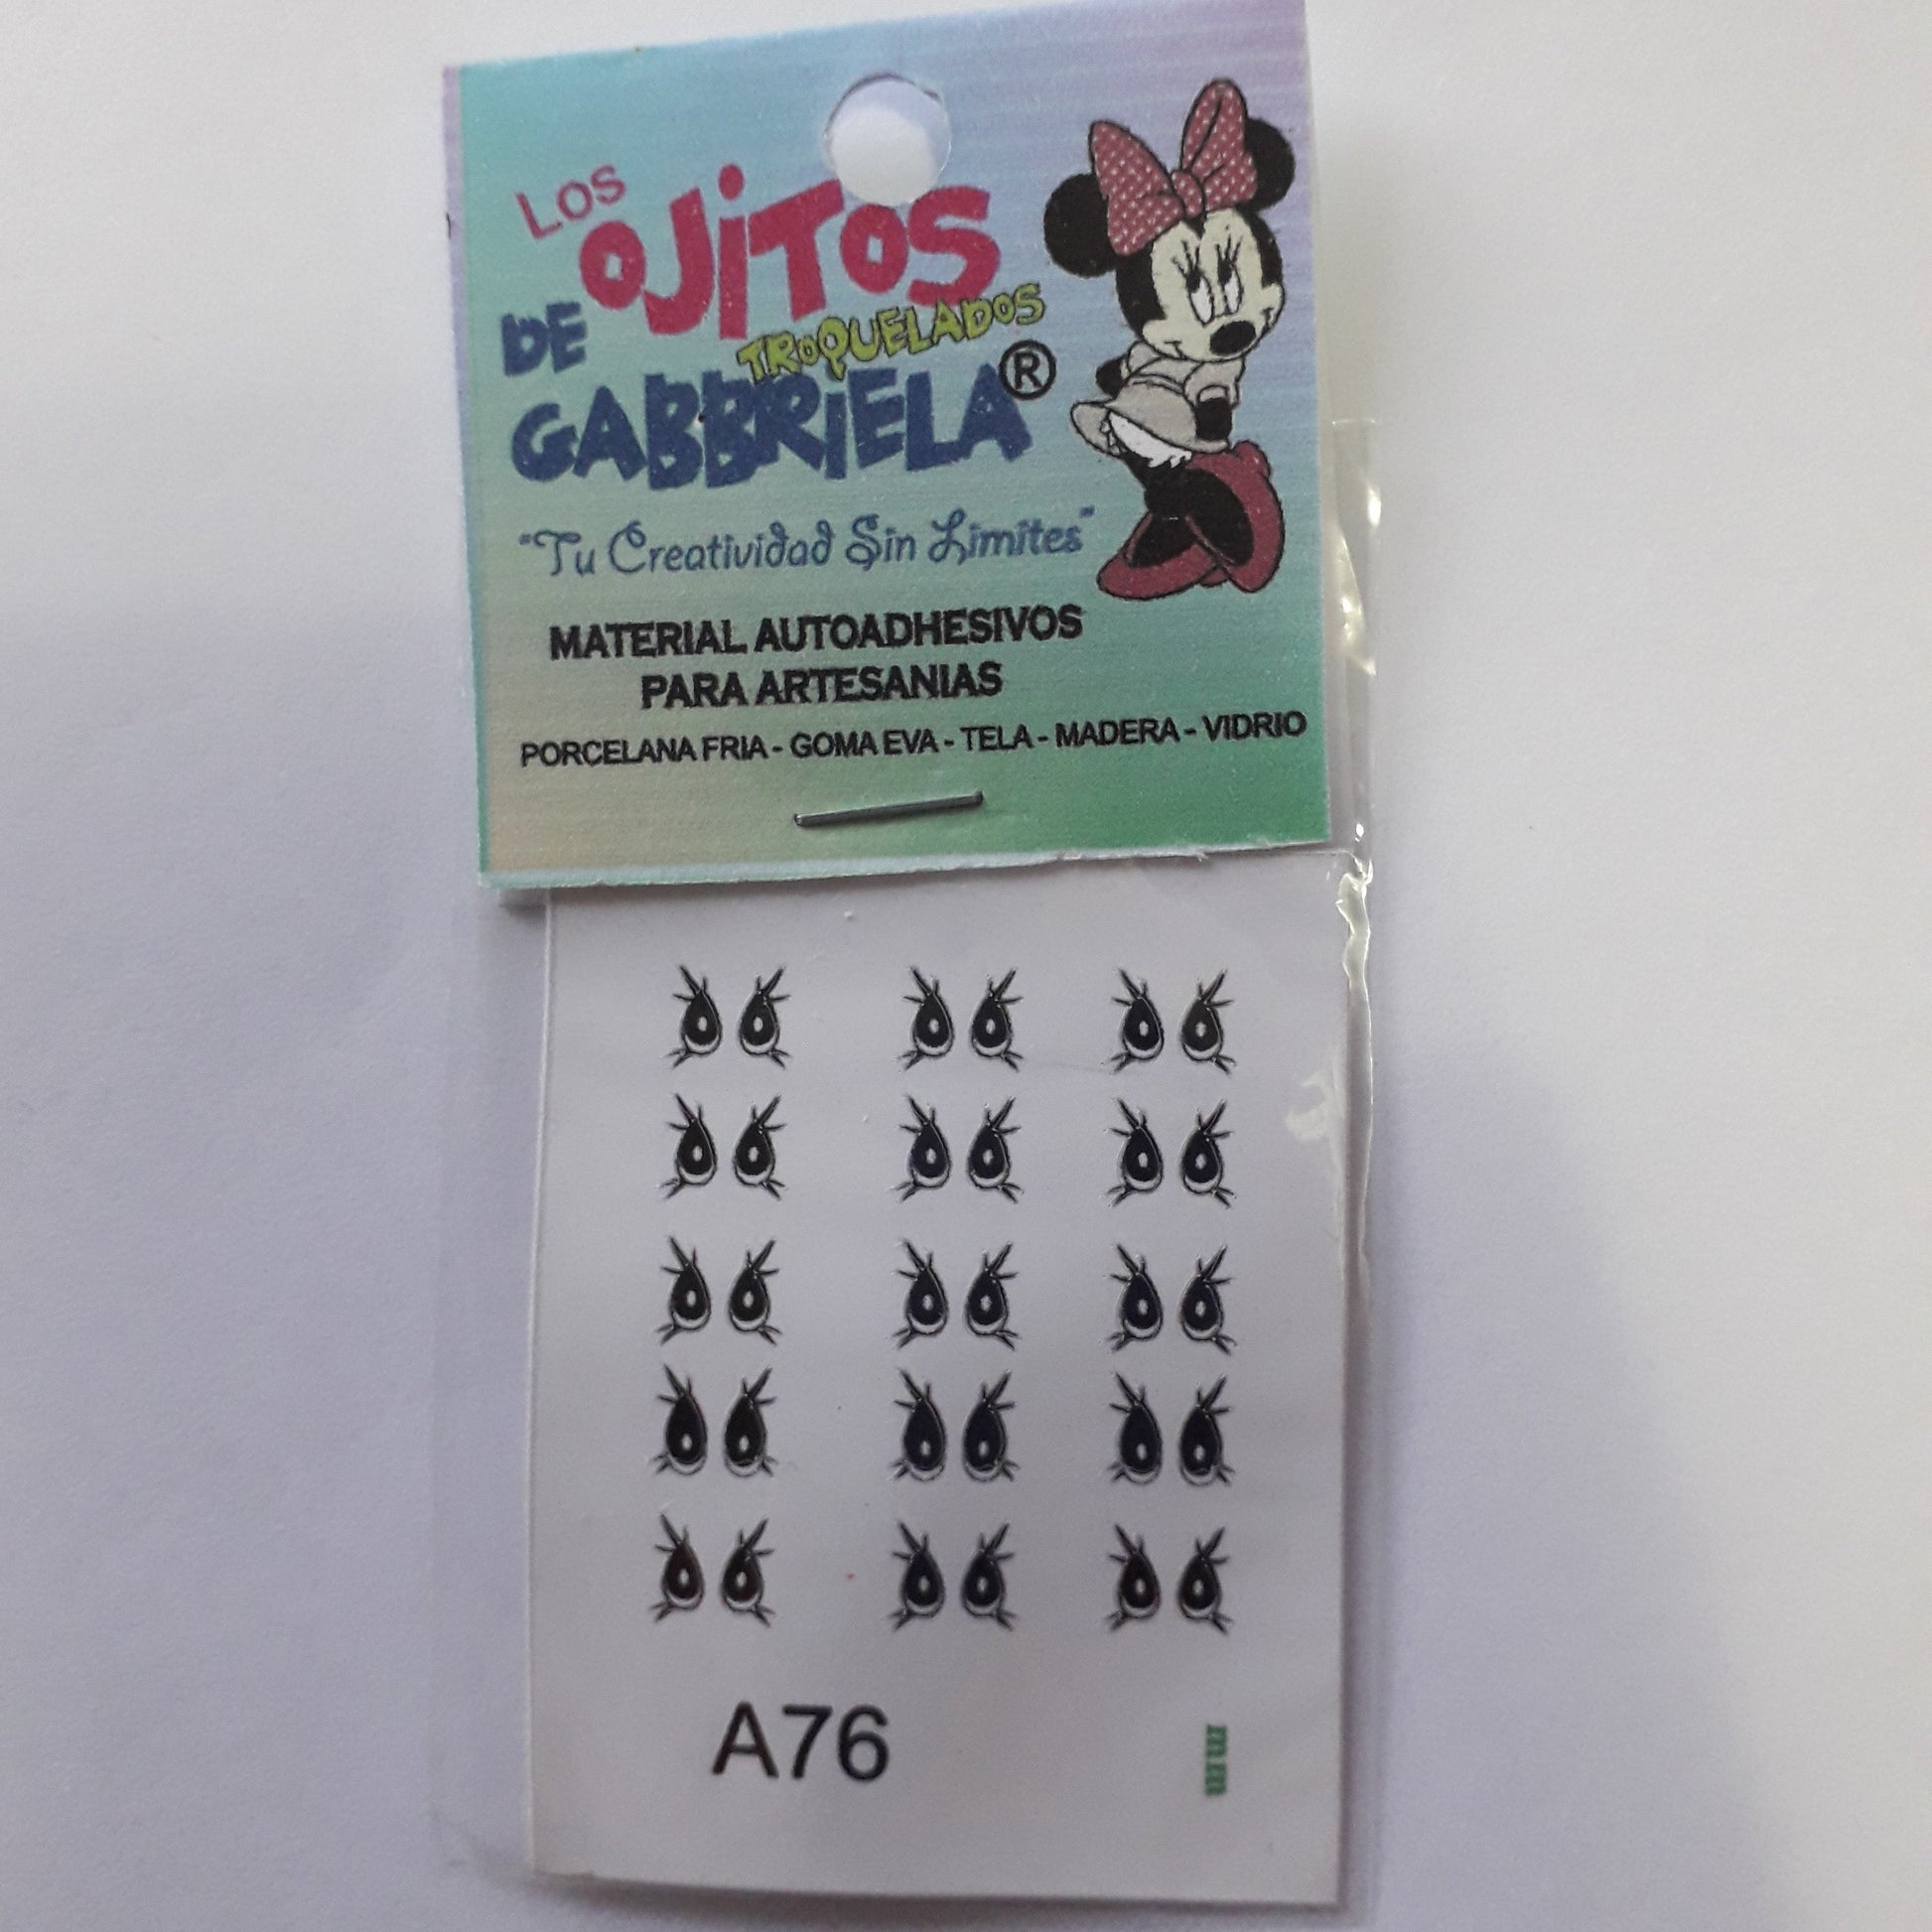 Los
OJiTos
DE
TRoQUELADOS
GABBRiELA®
"Tu Creatividad Sin Limites"
MATERIAL AUTOADHESIVOS
PARA ARTESANIAS
PORCELANA FRIA - GOMA EVA - TELA - MADERA - VIDRIO
A76
mm